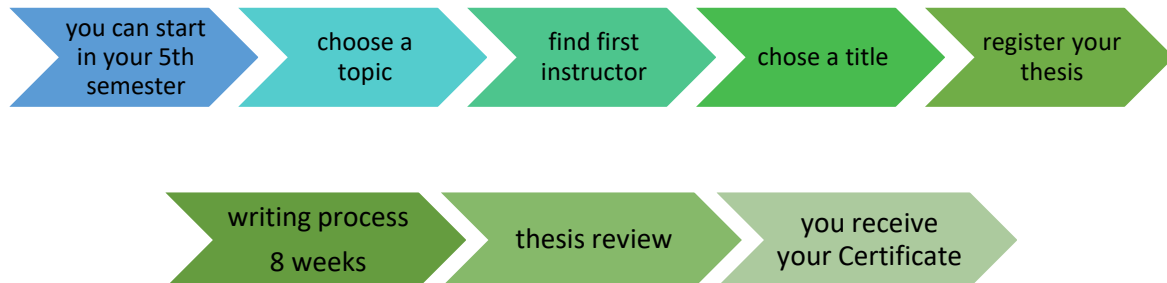 you can start
in your 5th
semester
choose a
topic
find first
instructor
chose a title
register your
thesis
writing process
8 weeks
thesis review
you receive
your Certificate